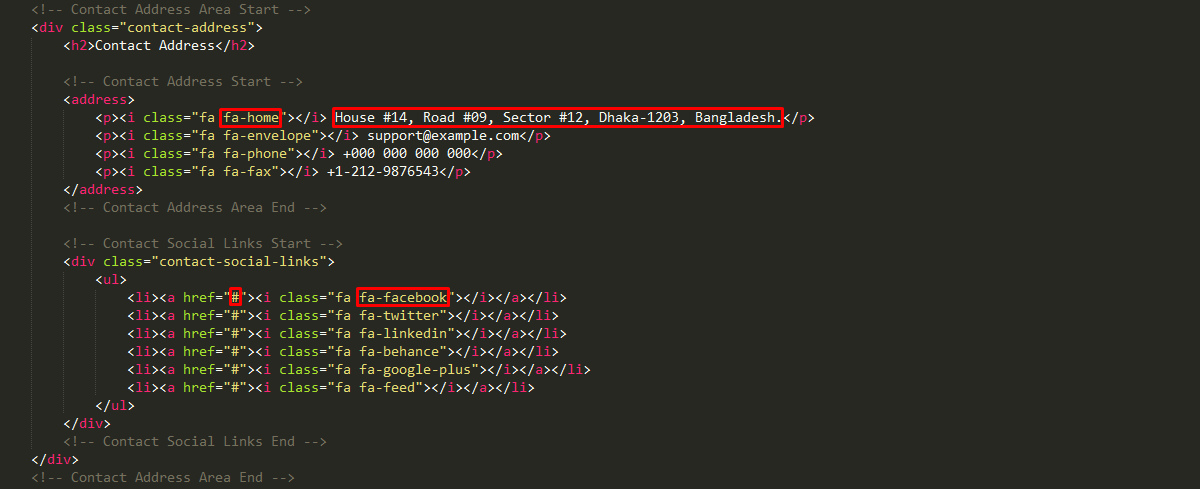 <!-- Contact Address Area Start -->
<div class="contact-address">
<h2>Contact Address</h2>
<!-- Contact Address Start -->
<address>
<p><i class="fa fa-home"></i> House #14, Road #09, Sector #12, Dhaka-1203, Bangladesh.</p>
<p><i class="fa fa-envelope"></i> support@example.com</p>
<p><i class="fa fa-phone"></i> +000 000 000 000</p>
<p><i class="fa fa-fax"></i> +1-212-9876543</p>
</address>
<!-- Contact Address Area End -->
<!-- Contact Social Links Start -->
<div class="contact-social-links">
<ul>
<li><a href="#"><i class="fa fa-facebook"></i></a></li>
<li><a href="#"><i class="fa fa-twitter"></i></a></li>
<li><a href="#"><i class="fa fa-linkedin"></i></a></li>
<li><a href="#"><i class="fa fa-behance"></i></a></li>
<li><a href="#"><i class="fa fa-google-plus"></i></a></li>
<li><a href="#"><i class="fa fa-feed"></i></a></li>
</ul>
</div>
<!-- Contact Social Links End -->
</div>
<!-- Contact Address Area End -->